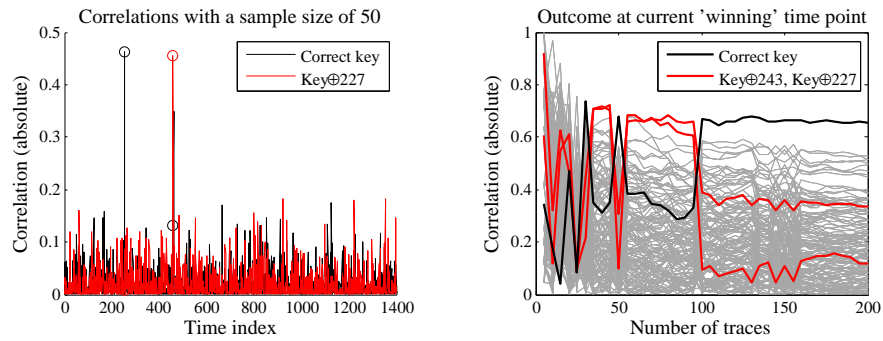 Correlations with a sample size of 50
Correlation (absolute)
0.5
0.4
0.3
0.2
0.1
0
0 200 400 600 800 1000 1200 1400
Time index
Correct key
Key⊕227
Outcome at current 'winning' time point
Correlation (absolute)
1
0.8
0.6
0.4
0.2
0
0 50 100 150 200
Number of traces
Correct key
Key⊕243, Key⊕227